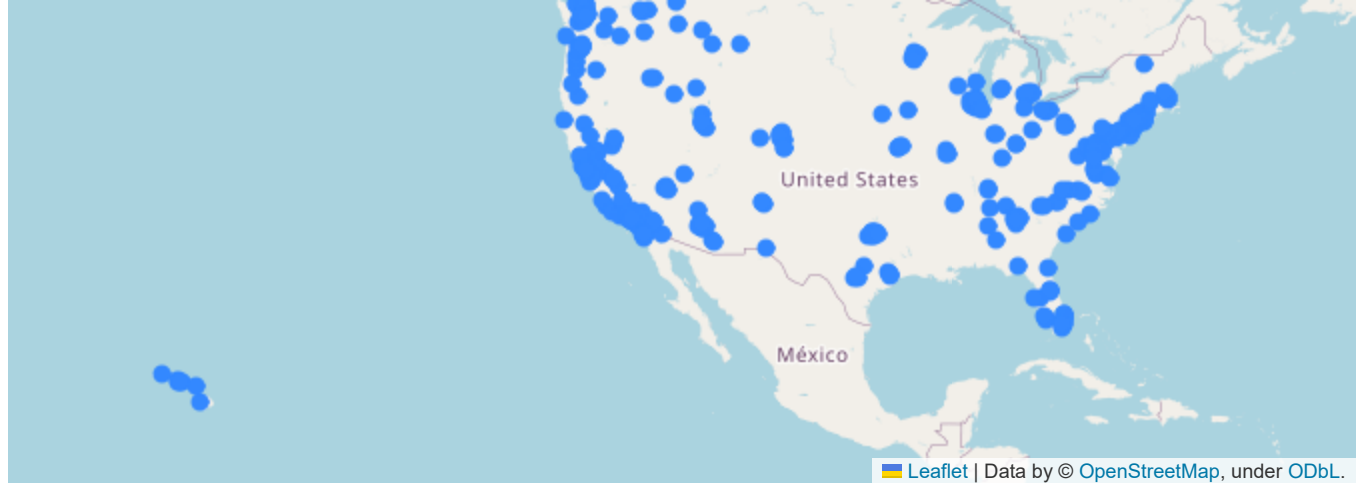 United States
México
Leaflet | Data by © OpenStreetMap, under ODbL.